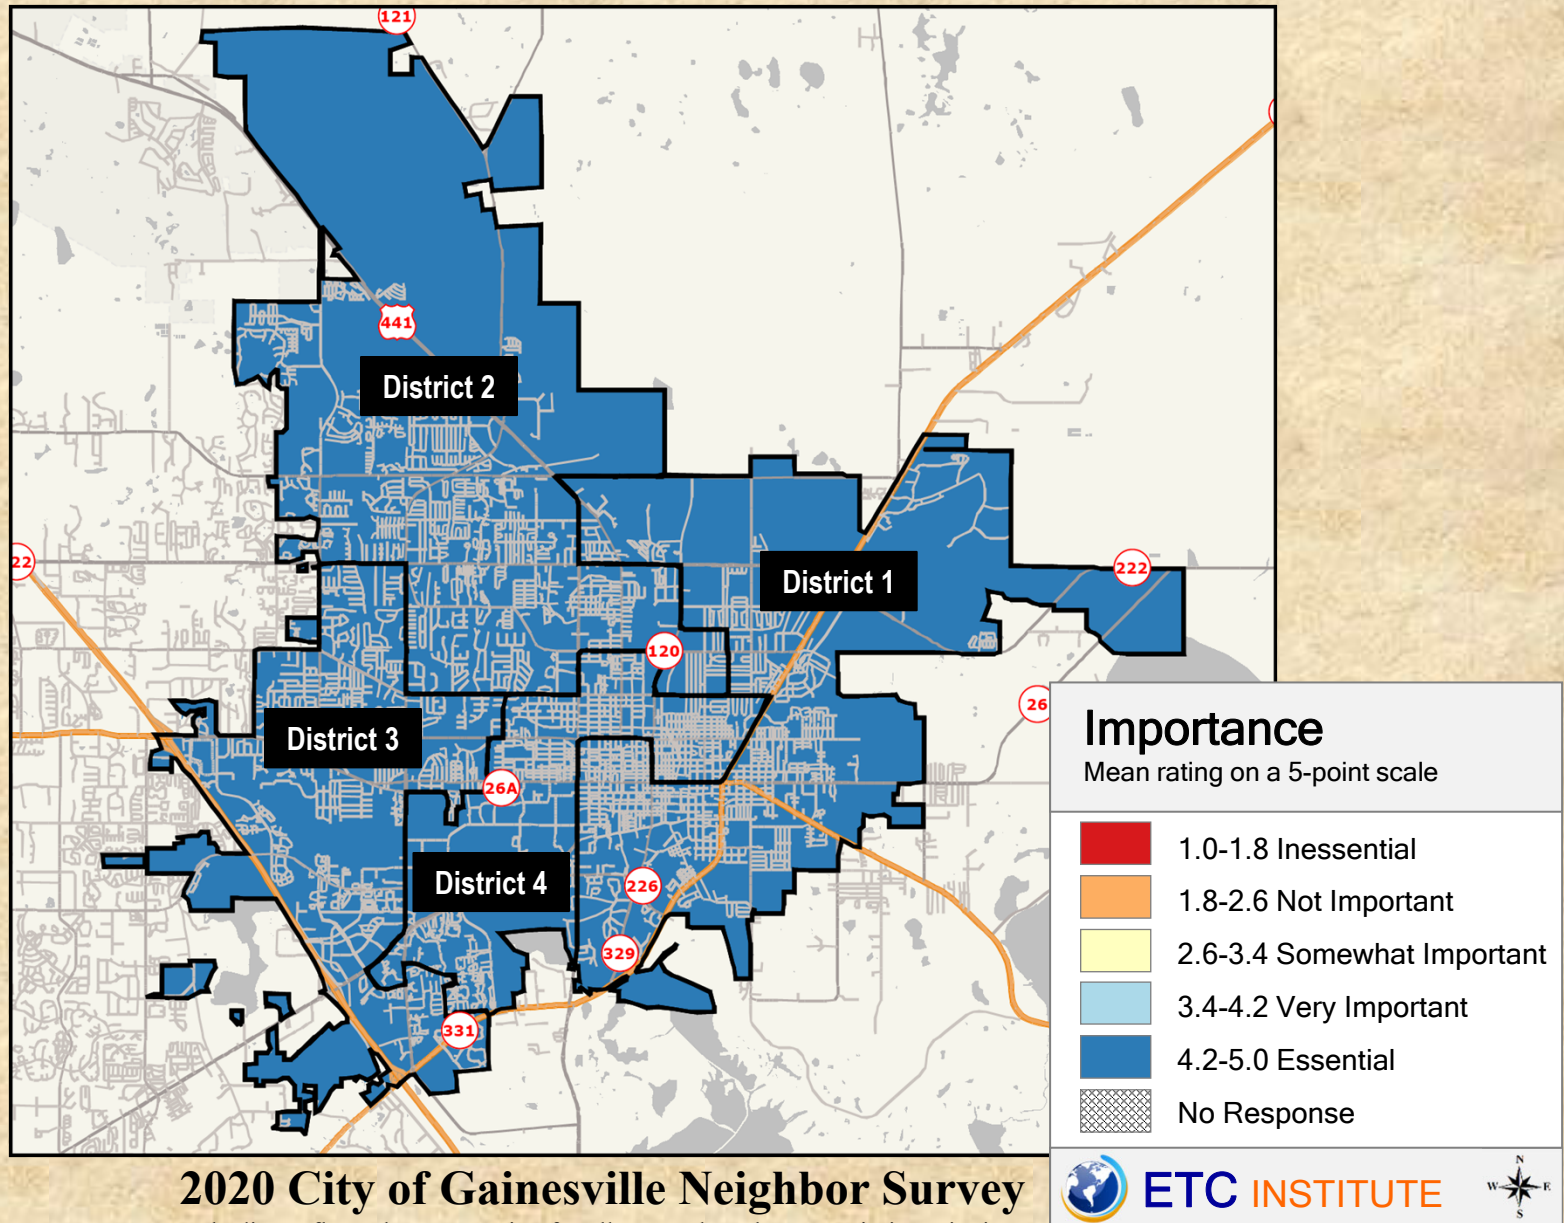 121
441
District 2
22
222
District 1
120
26
District 3
26A
District 4
226
329
331
Importance
Mean rating on a 5-point scale
1.0-1.8 Inessential
1.8-2.6 Not Important
2.6-3.4 Somewhat Important
3.4-4.2 Very Important
4.2-5.0 Essential
No Response
2020 City of Gainesville Neighbor Survey
ETC INSTITUTE
N
W E
S